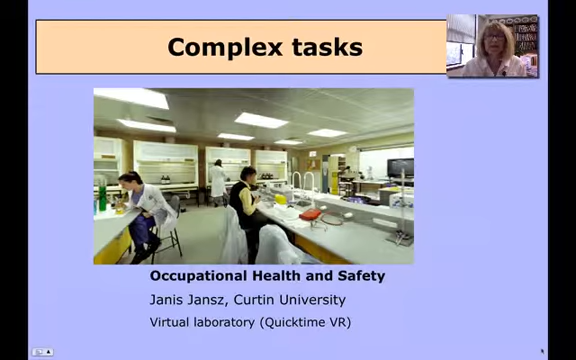 Complex tasks
Occupational Health and Safety
Janis Jansz, Curtin University
Virtual laboratory (Quicktime VR)